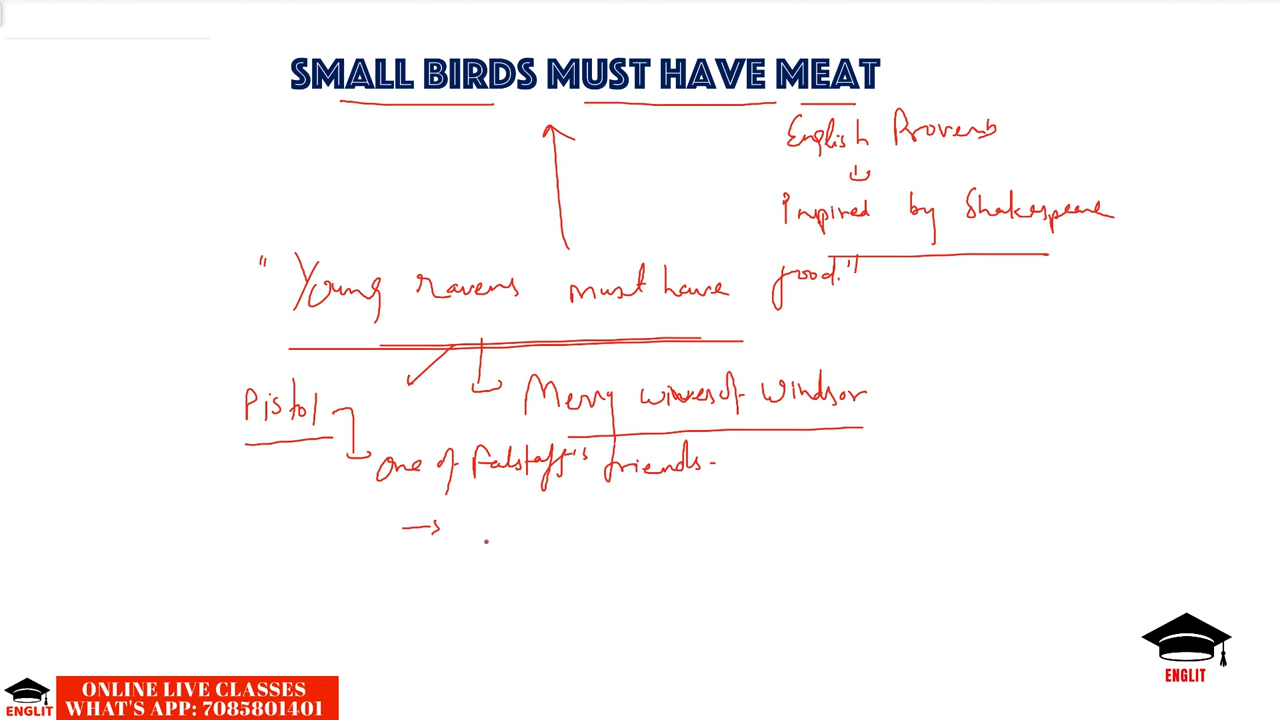 SMALL BIRDS MUST HAVE MEAT
English Proverb
Inspired by Shakespeare
"Young ravens must have food."
Pistol
Merry wives of Windsor
One of Falstaff's friends.
ENGLIT
ONLINE LIVE CLASSES
WHAT'S APP: 7085801401
ENGLIT